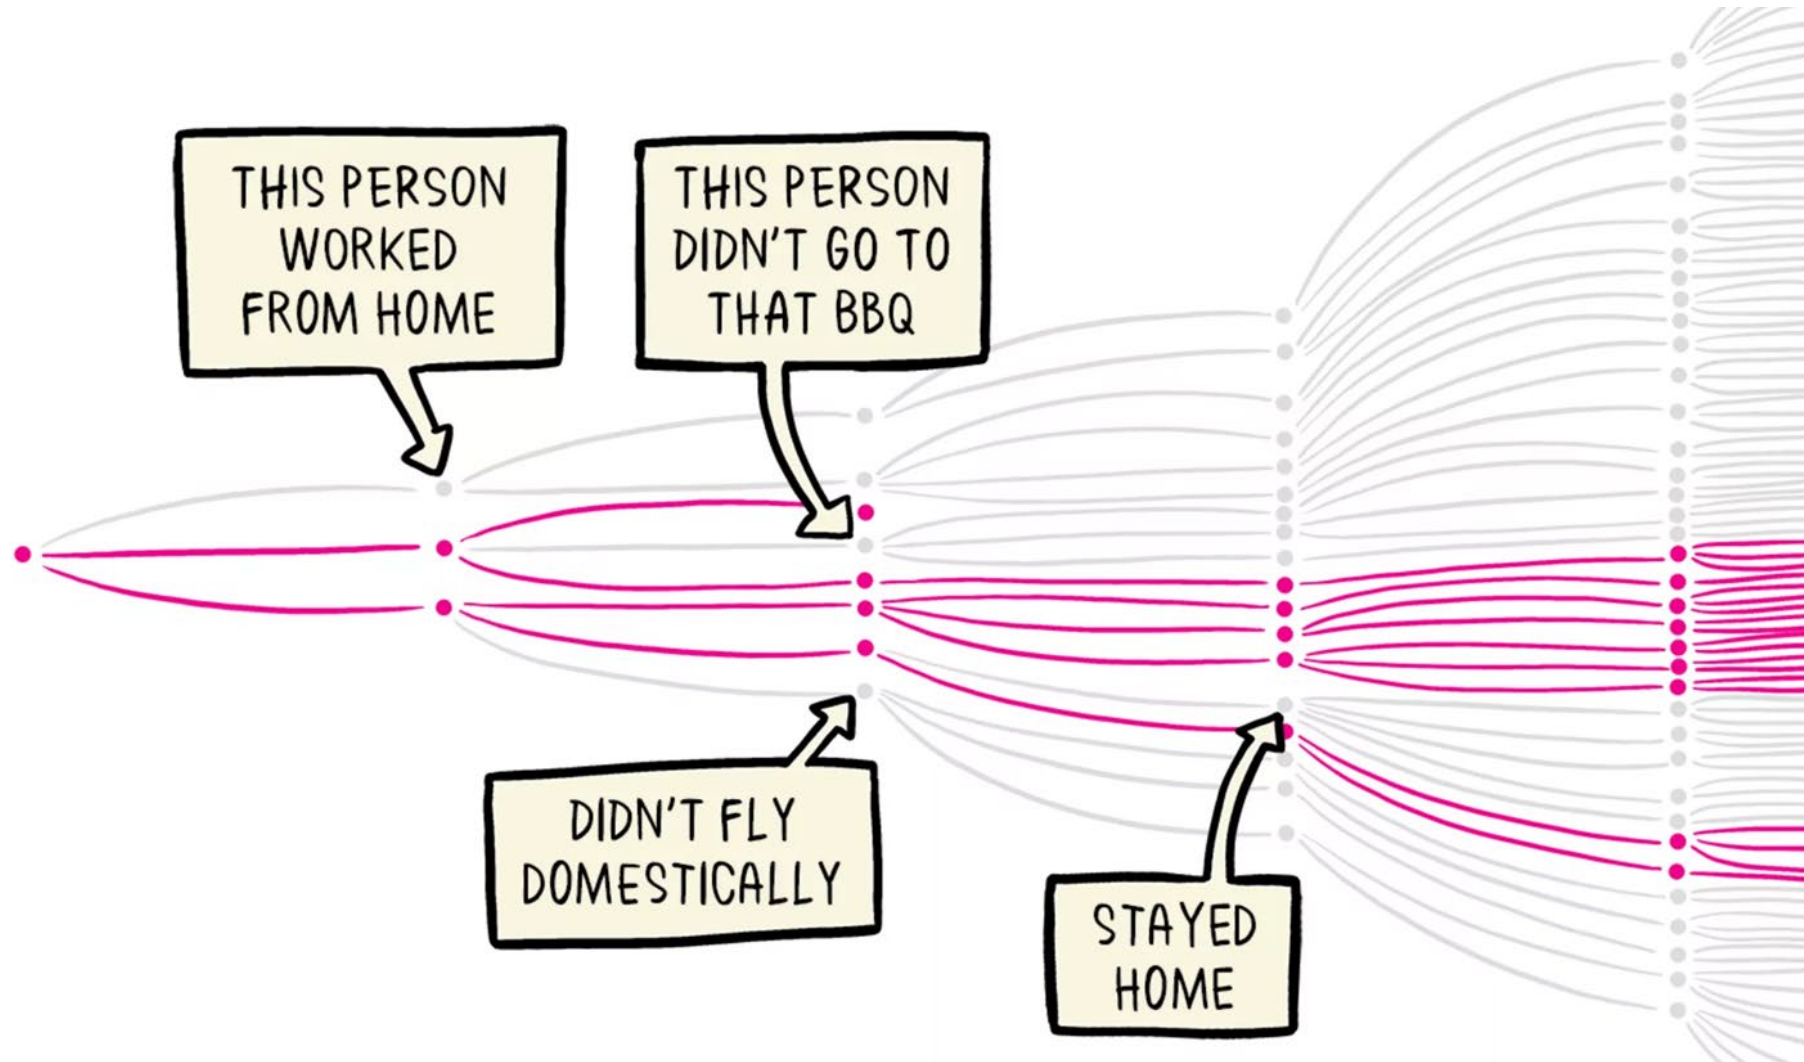 THIS PERSON
WORKED
FROM HOME
THIS PERSON
DIDN'T GO TO
THAT BBQ
DIDN'T FLY
DOMESTICALLY
STAYED
HOME